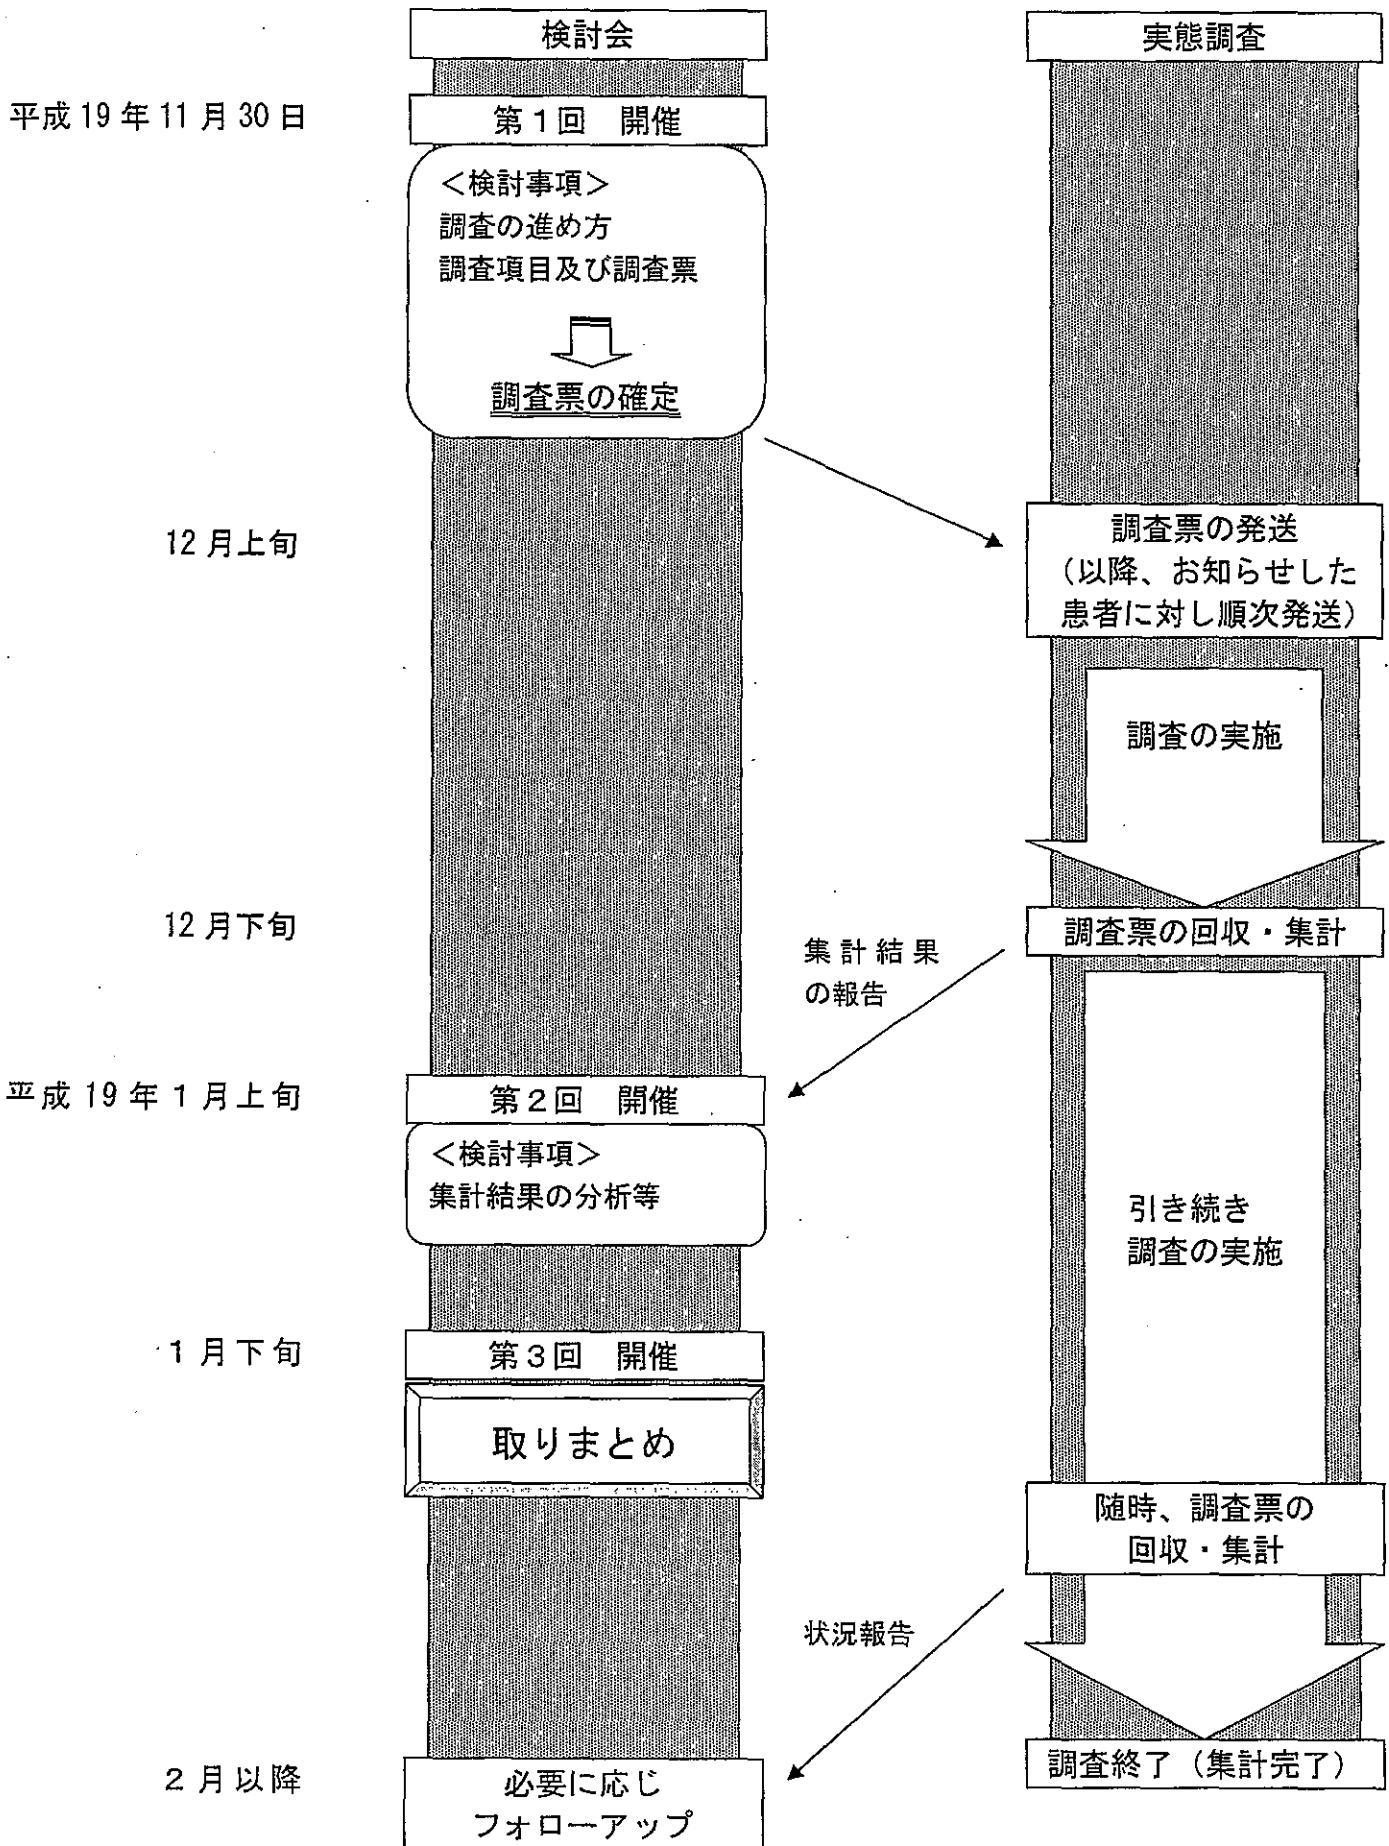 検討会
実態調査
平成19年11月30日
第1回　開催
＜検討事項＞
調査の進め方
調査項目及び調査票
調査票の確定
12月上旬
調査票の発送
（以降、お知らせした
患者に対し順次発送）
調査の実施
12月下旬
調査票の回収・集計
集計結果
の報告
平成19年1月上旬
第2回　開催
＜検討事項＞
集計結果の分析等
引き続き
調査の実施
1月下旬
第3回　開催
取りまとめ
随時、調査票の
回収・集計
状況報告
2月以降
必要に応じ
フォローアップ
調査終了（集計完了）